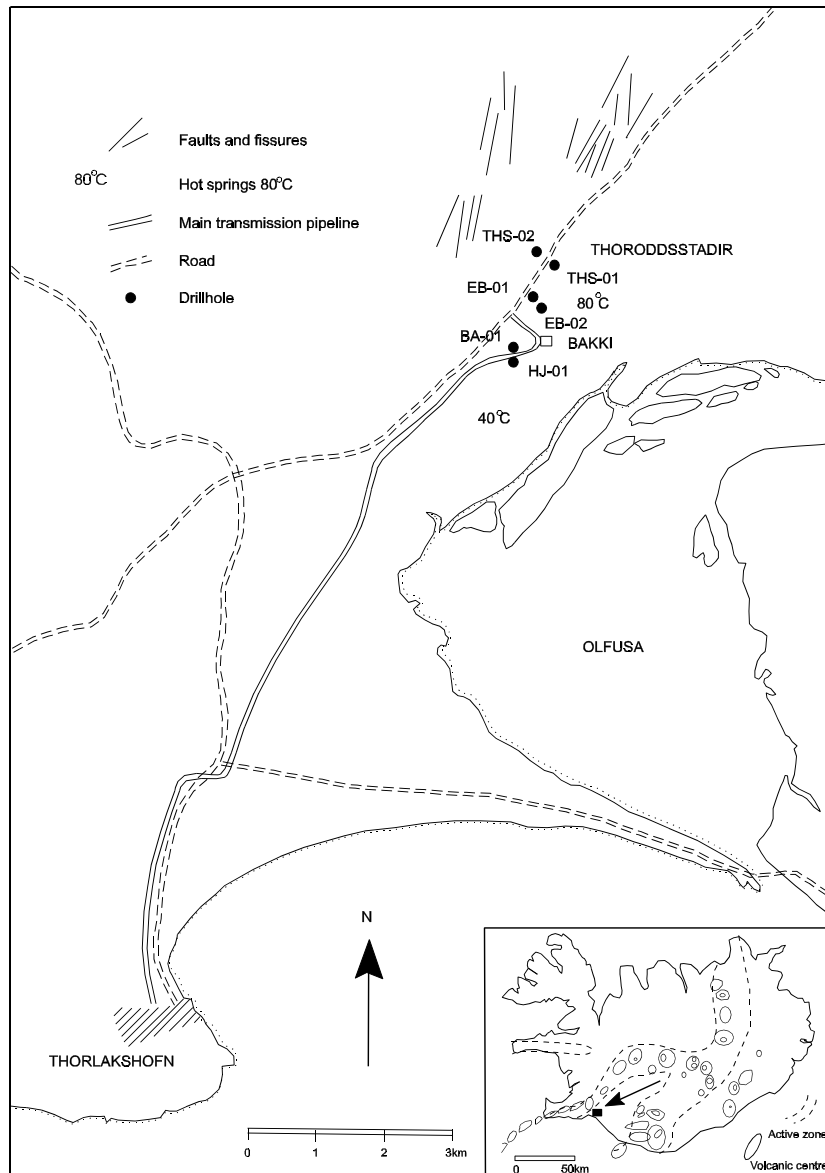 Faults and fissures
80°C
Hot springs 80°C
Main transmission pipeline
Road
Drillhole
THS-02
THORODDSSTADIR
THS-01
EB-01
80°C
EB-02
BA-01
BAKKI
HJ-01
40°C
OLFUSA
N
THORLAKSHOFN
0 1 2 3km
Active zone
Volcanic centre
0 50km